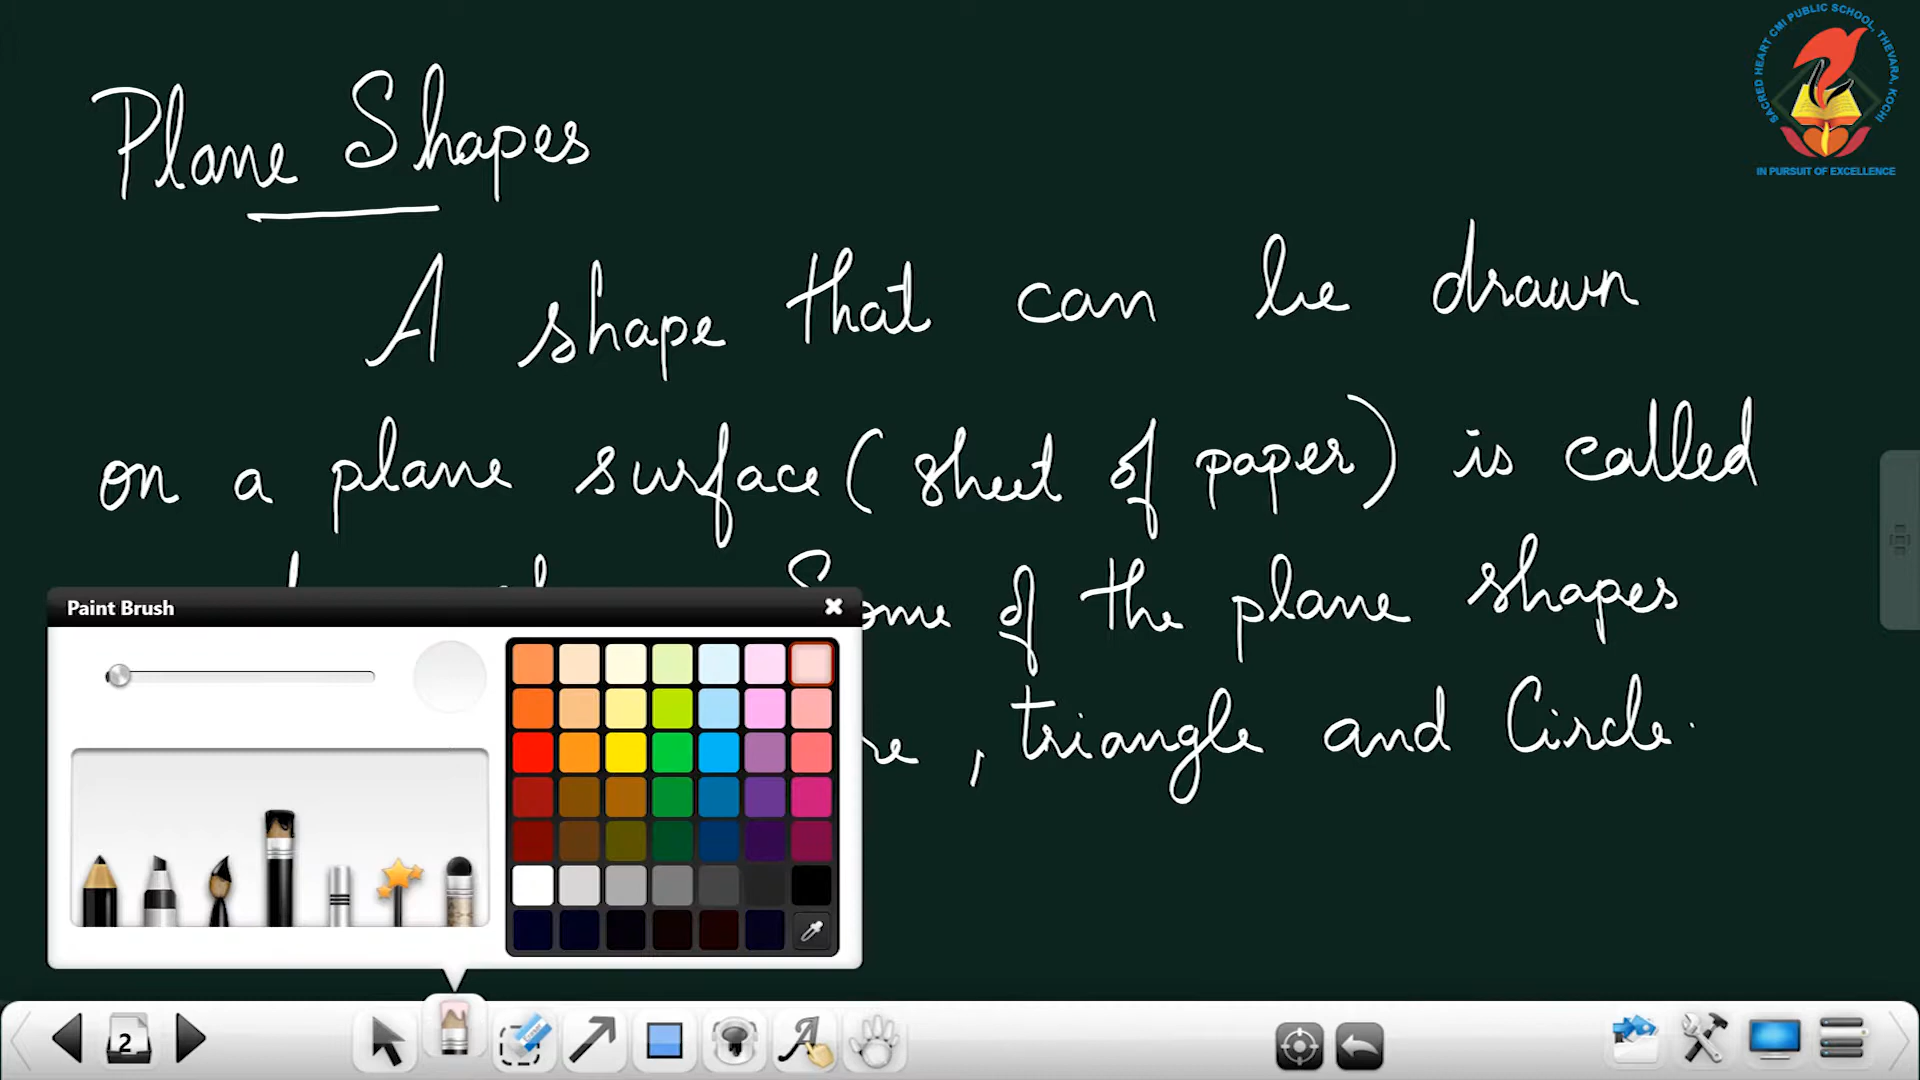 SACRED HEART CMI PUBLIC SCHOOL, THEVARA, KOCHI
IN PURSUIT OF EXCELLENCE
Plane Shapes
A shape that can be drawn
on a plane surface (sheet of paper) is called
Some of the plane shapes
, triangle and Circle.
Paint Brush
2